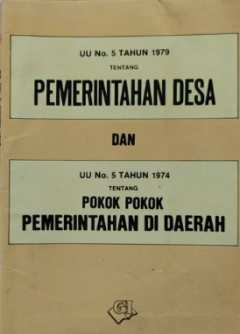 UU No. 5 TAHUN 1979
TENTANG
PEMERINTAHAN DESA
DAN
UU No. 5 TAHUN 1974
TENTANG
POKOK POKOK
PEMERINTAHAN DI DAERAH
GI